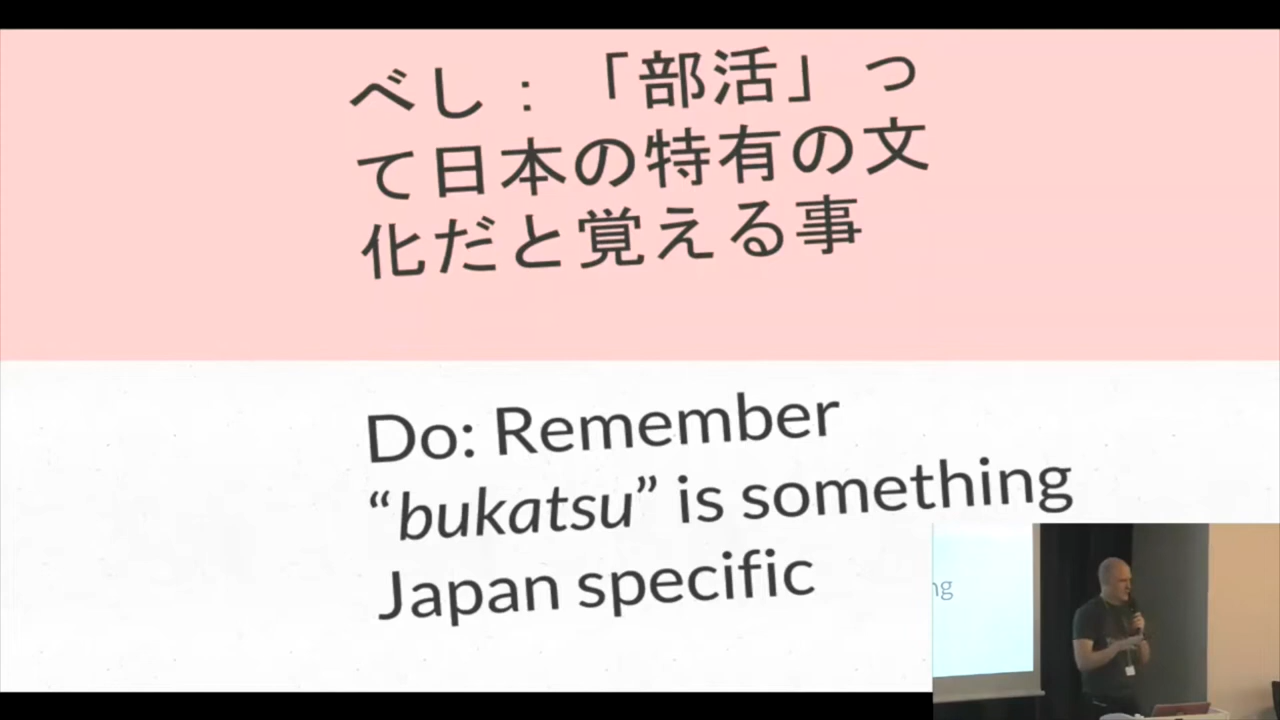 べし：「部活」っ
て日本の特有の文
化だと覚える事
Do: Remember
“bukatsu” is something
Japan specific
ng